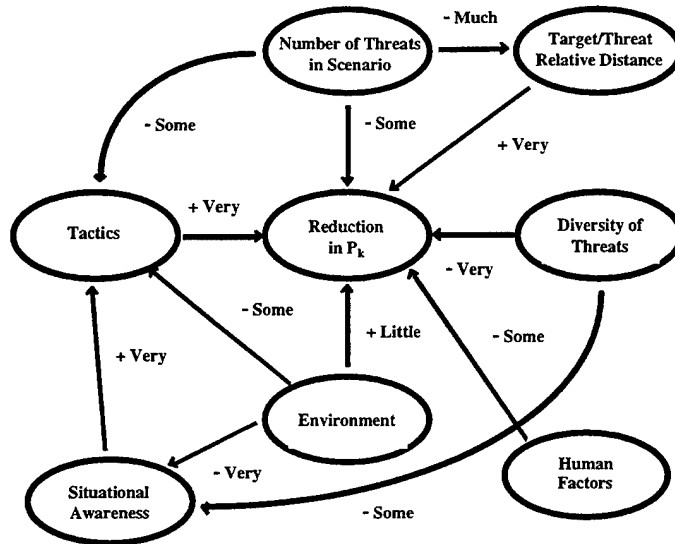 - Much
Number of Threats
in Scenario
Target/Threat
Relative Distance
- Some
- Some
+ Very
+ Very
Tactics
Reduction
in Pk
Diversity of
Threats
- Very
- Some
+ Little
- Some
+ Very
Environment
- Very
Situational
Awareness
Human
Factors
- Some